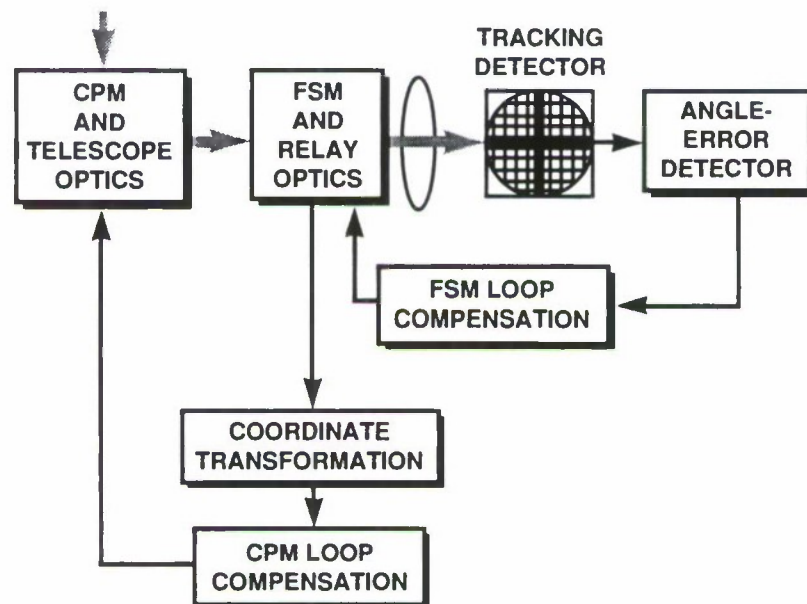 CPM
AND
TELESCOPE
OPTICS
FSM
AND
RELAY
OPTICS
TRACKING
DETECTOR
ANGLE-
ERROR
DETECTOR
FSM LOOP
COMPENSATION
COORDINATE
TRANSFORMATION
CPM LOOP
COMPENSATION